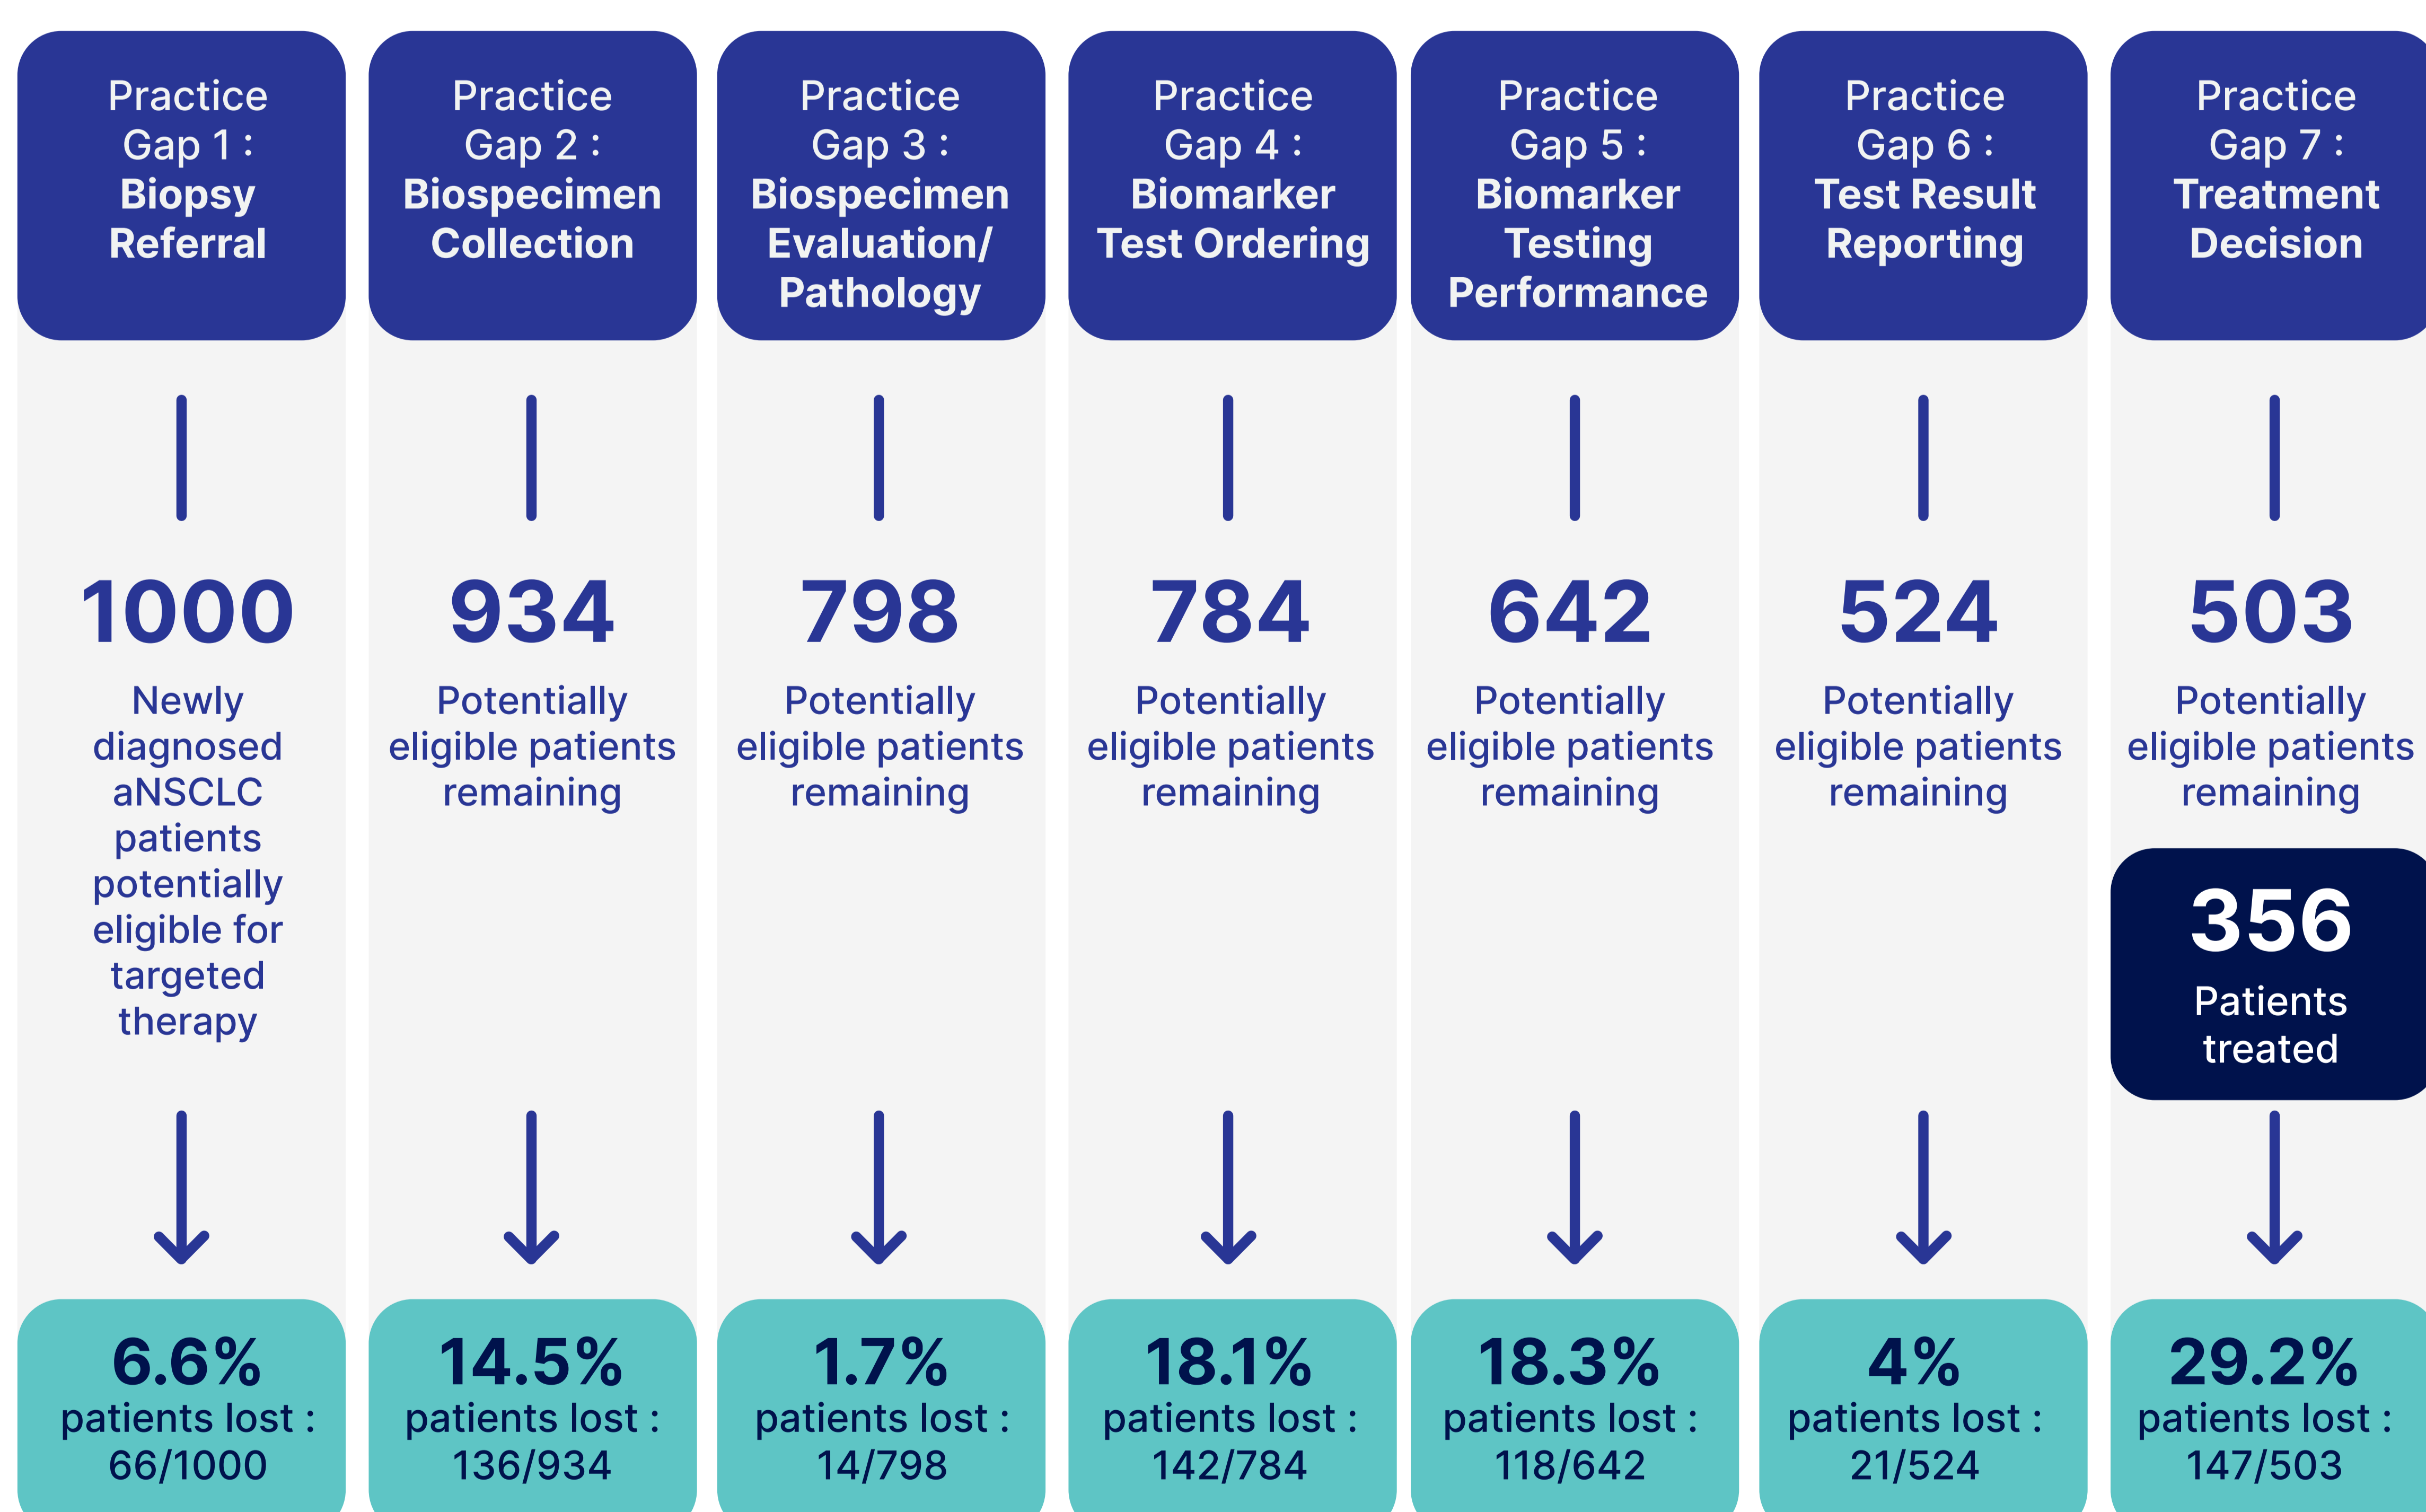 Practice
Gap 1 :
Biopsy
Referral
1000
Newly
diagnosed
aNSCLC
patients
potentially
eligible for
targeted
therapy
6.6%
patients lost :
66/1000
Practice
Gap 2 :
Biospecimen
Collection
934
Potentially
eligible patients
remaining
14.5%
patients lost :
136/934
Practice
Gap 3 :
Biospecimen
Evaluation/
Pathology
798
Potentially
eligible patients
remaining
1.7%
patients lost :
14/798
Practice
Gap 4 :
Biomarker
Test Ordering
784
Potentially
eligible patients
remaining
18.1%
patients lost :
142/784
Practice
Gap 5 :
Biomarker
Testing
Performance
642
Potentially
eligible patients
remaining
18.3%
patients lost :
118/642
Practice
Gap 6 :
Test Result
Reporting
524
Potentially
eligible patients
remaining
4%
patients lost :
21/524
Practice
Gap 7 :
Treatment
Decision
503
Potentially
eligible patients
remaining
356
Patients
treated
29.2%
patients lost :
147/503